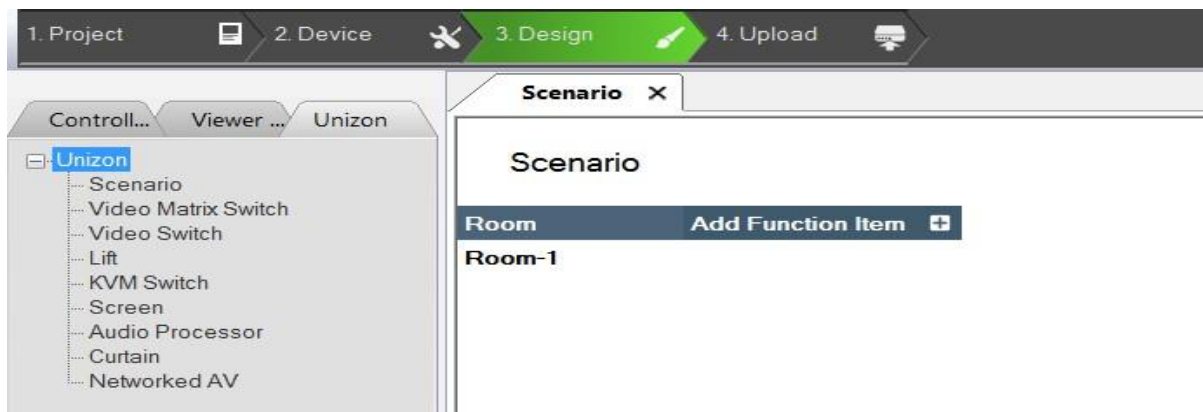 1. Project 2. Device 3. Design 4. Upload
Controll... Viewer ... Unizon
Unizon
Scenario
Video Matrix Switch
Video Switch
Lift
KVM Switch
Screen
Audio Processor
Curtain
Networked AV
Scenario
Scenario
Room Add Function Item
Room-1